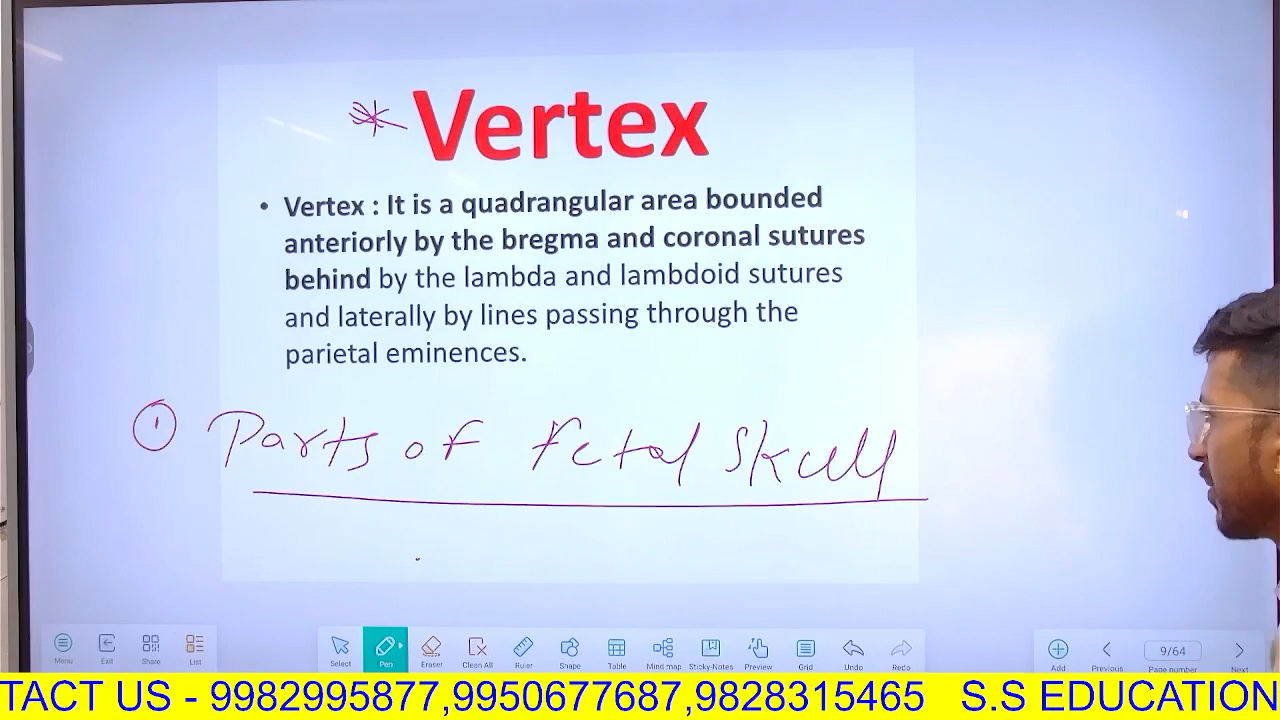 * Vertex
• Vertex : It is a quadrangular area bounded
anteriorly by the bregma and coronal sutures
behind by the lambda and lambdoid sutures
and laterally by lines passing through the
parietal eminences.
① Parts of Fetal Skull
Menu Exit Share List Select Pen Eraser Clean All Ruler Shape Table Mind map Sticky-Notes Preview Grid Undo Redo Add Previous 9/64 Next
Page number
TACT US - 9982995877,9950677687,9828315465 S.S EDUCATION